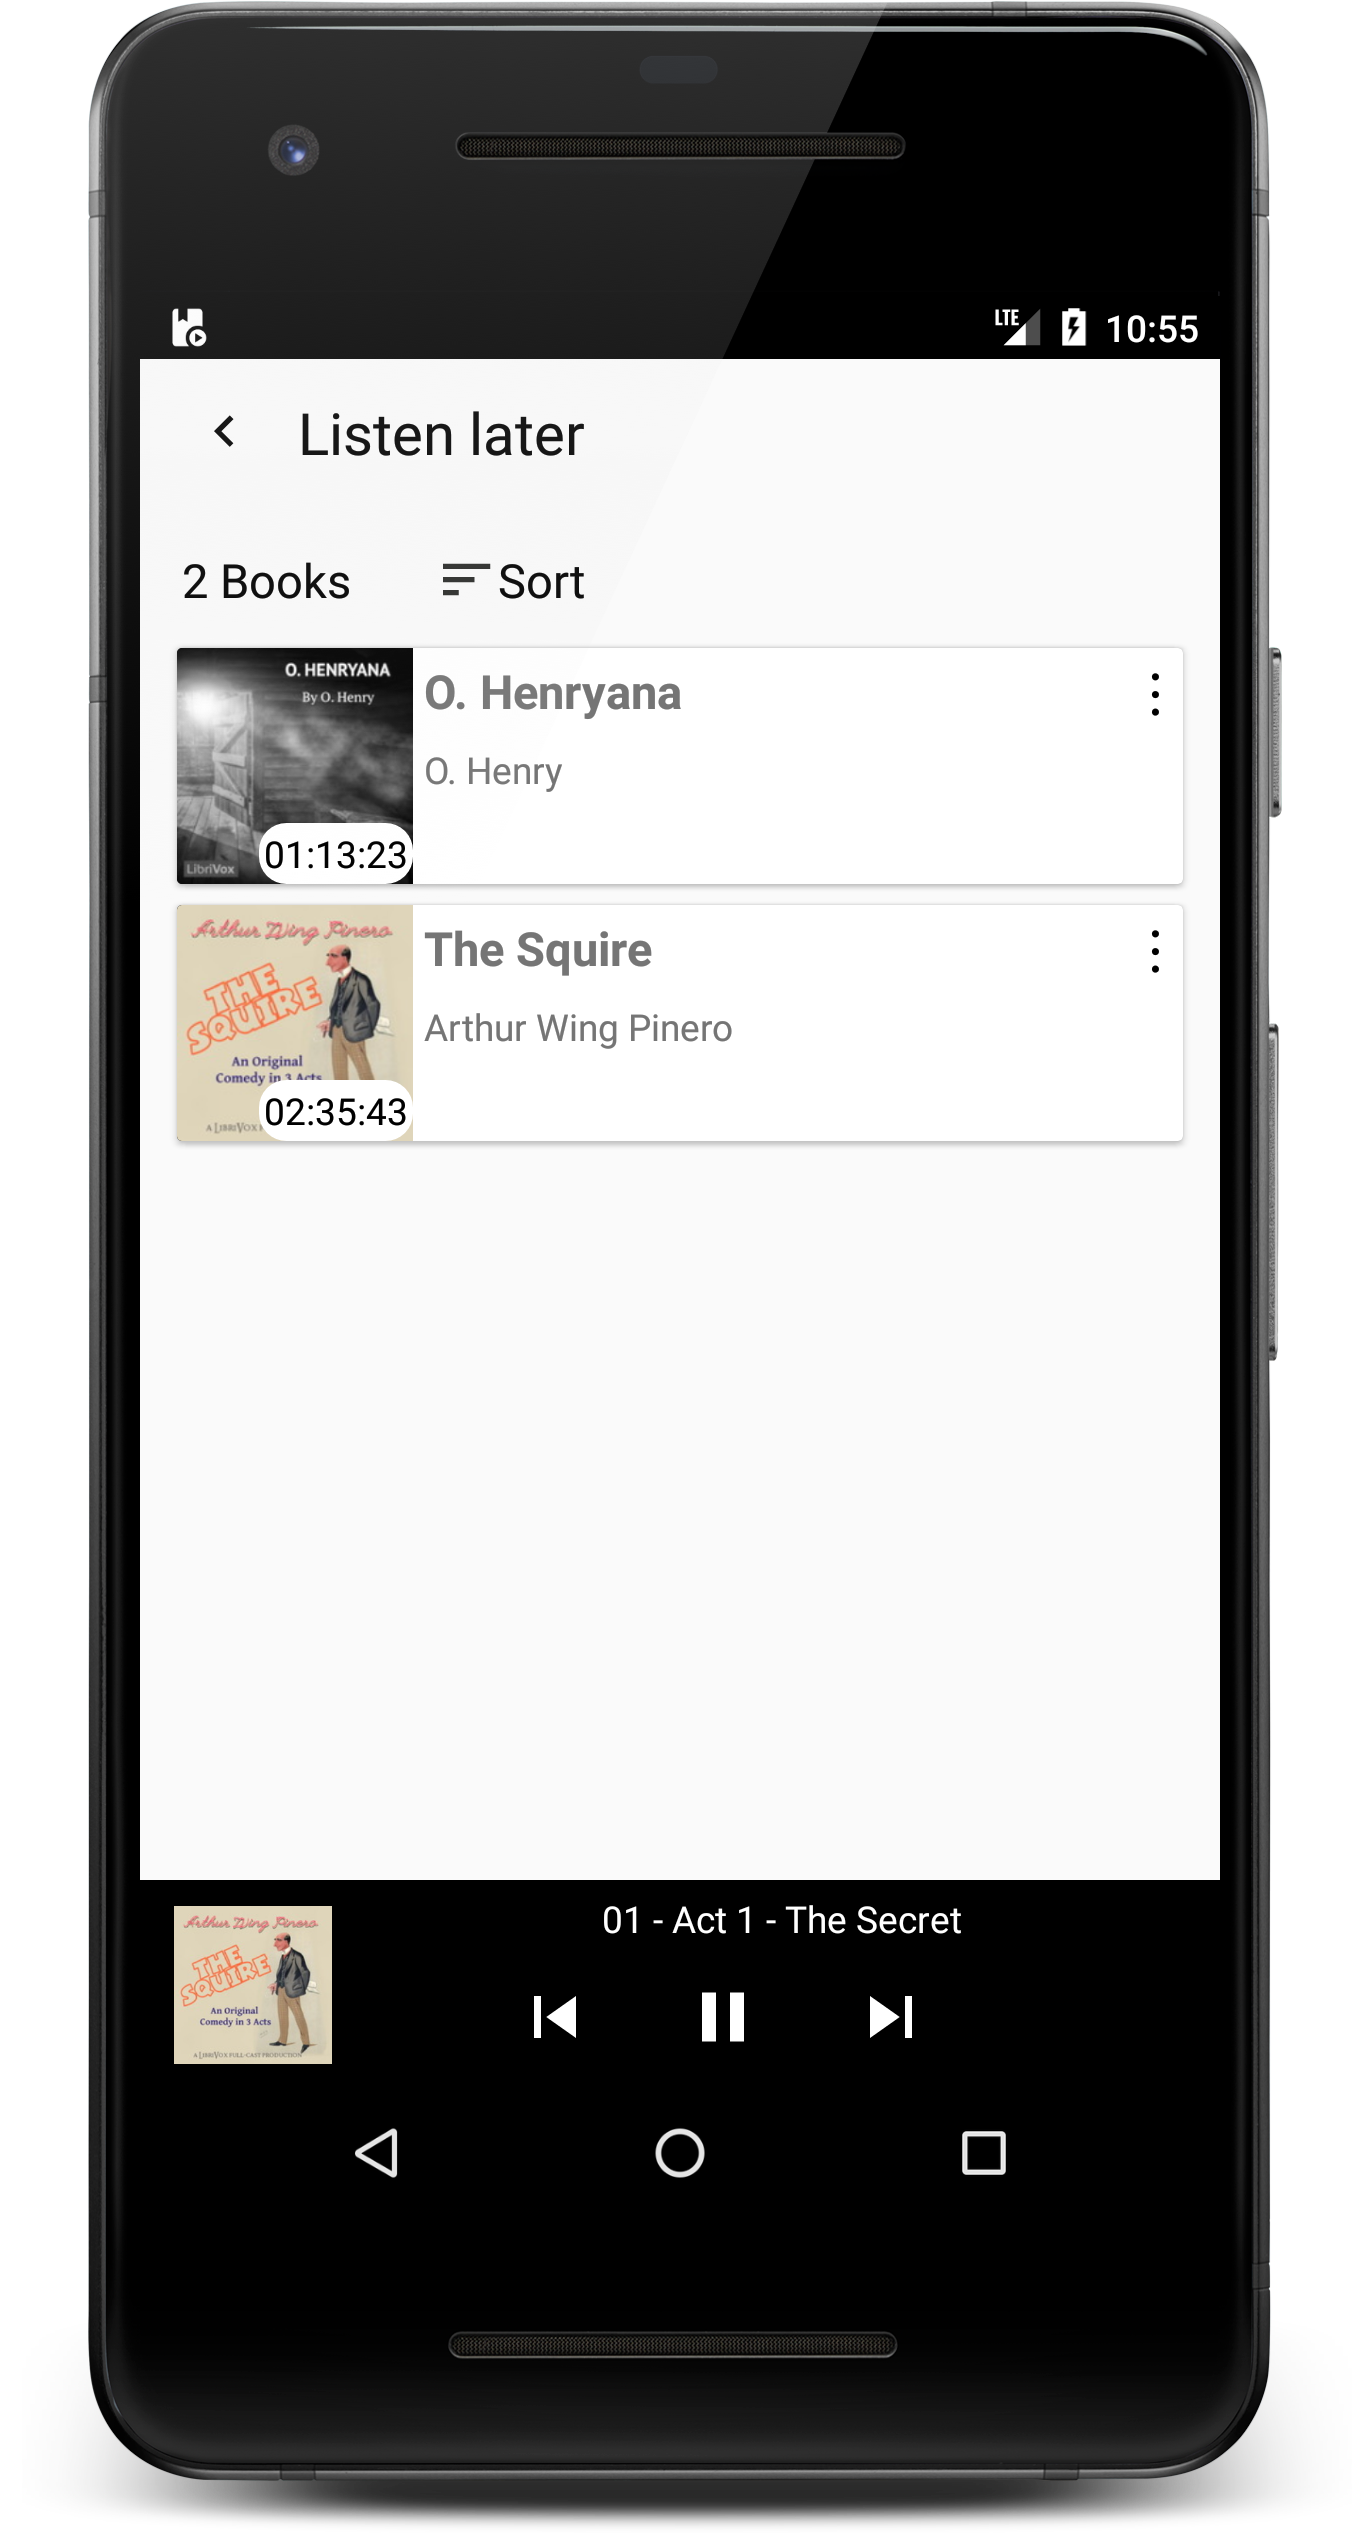 LTE 10:55
Listen later
2 Books Sort
O. HENRYANA
By O. Henry
LibriVox
01:13:23
O. Henryana
O. Henry
Arthur Wing Pinero
THE
SQUIRE
An Original
Comedy in 3 Acts
A LIBRIVOX
02:35:43
The Squire
Arthur Wing Pinero
01 - Act 1 - The Secret
Arthur Wing Pinero
THE
SQUIRE
An Original
Comedy in 3 Acts
A LIBRIVOX FULL-CAST PRODUCTION